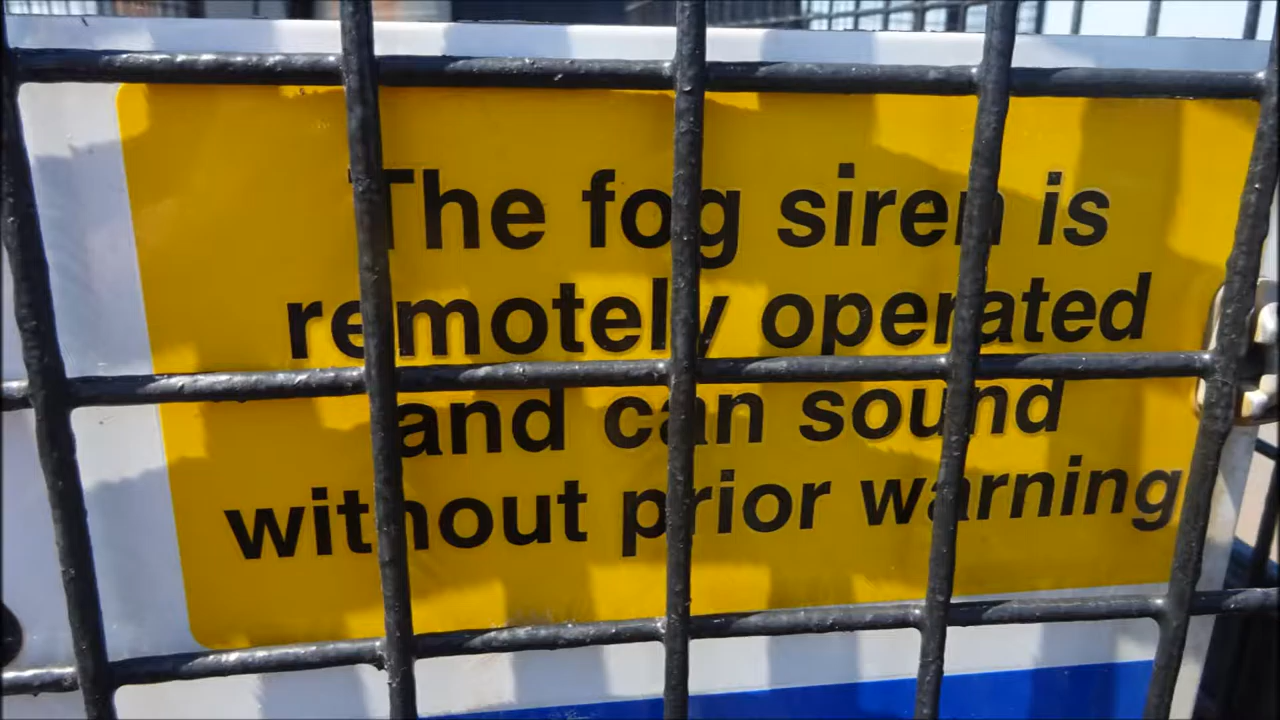 The fog siren is
remotely operated
and can sound
without prior warning